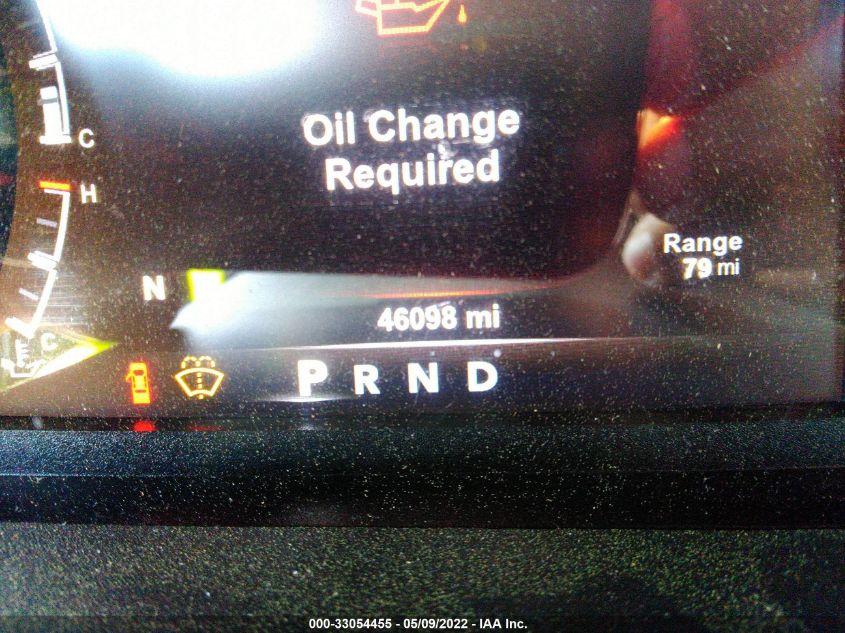 Oil Change
Required
C
H
Range
79 mi
N
46098 mi
C
P R N D
000-33054455 - 05/09/2022 - IAA Inc.